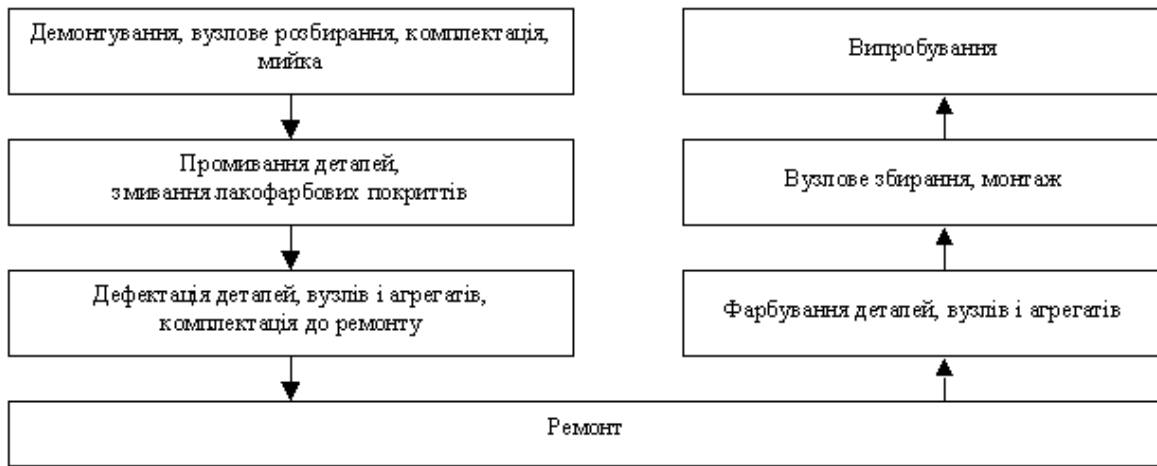 Демонтування, вузлове розбирання, комплектація,
мийка
Промивання деталей,
змивання лакофарбових покриттів
Дефектація деталей, вузлів і агрегатів,
комплектація до ремонту
Ремонт
Фарбування деталей, вузлів і агрегатів
Вузлове збирання, монтаж
Випробування